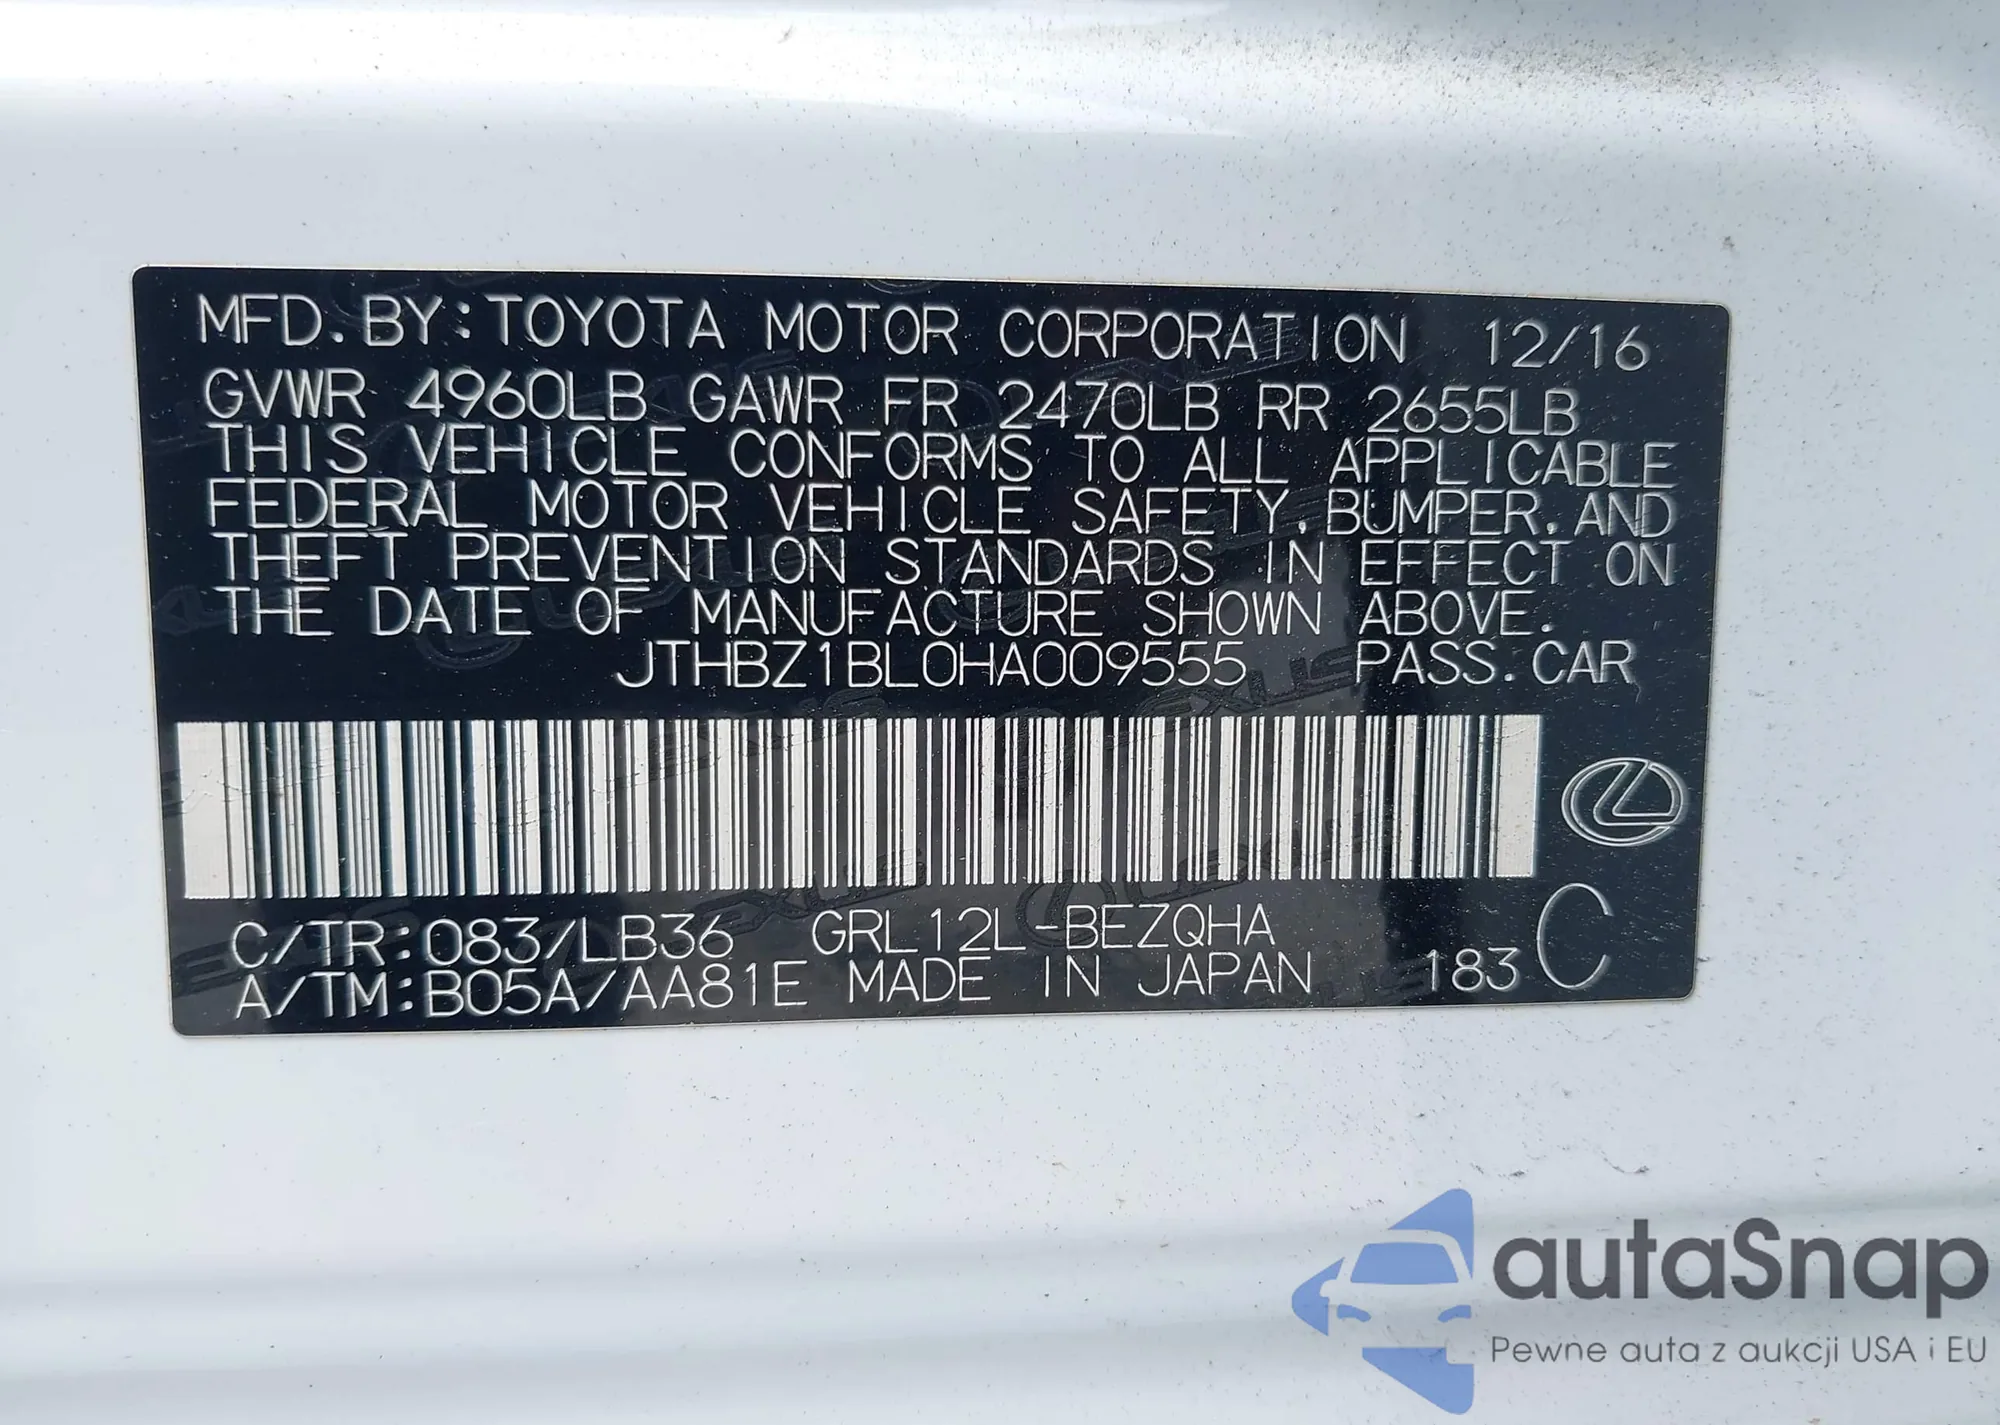 MFD.BY:TOYOTA MOTOR CORPORATION 12/16
GVWR 4960LB GAWR FR 2470LB RR 2655LB
THIS VEHICLE CONFORMS TO ALL APPLICABLE
FEDERAL MOTOR VEHICLE SAFETY,BUMPER,AND
THEFT PREVENTION STANDARDS IN EFFECT ON
THE DATE OF MANUFACTURE SHOWN ABOVE.
JTHBZ1BL0HA009555 PASS.CAR
C/TR:083/LB36 GRL12L-BEZQHA
A/TM:B05A/AA81E MADE IN JAPAN 183 C
autaSnap
Pewne auta z aukcji USA i EU